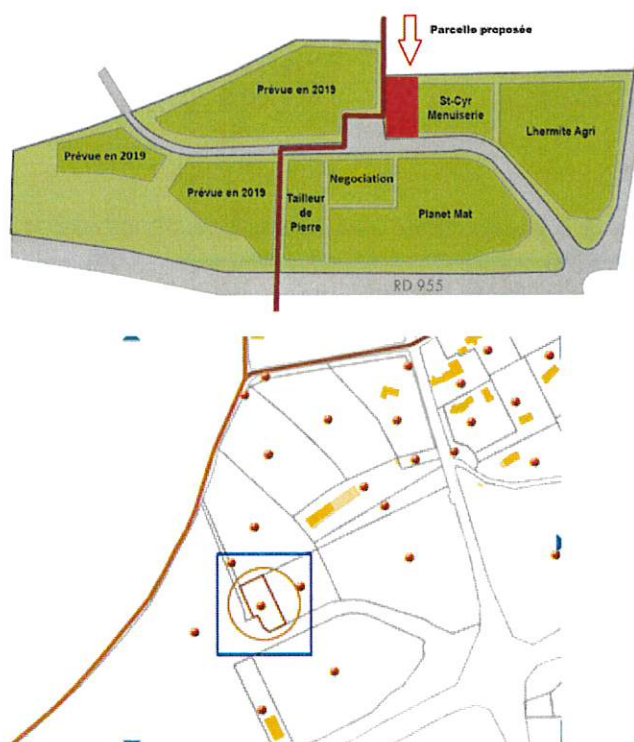 Parcelle proposée
Prévue en 2019
St-Cyr
Menuiserie
Lhermite Agri
Prévue en 2019
Prévue en 2019
Negociation
Tailleur
de
Pierre
Planet Mat
RD 955